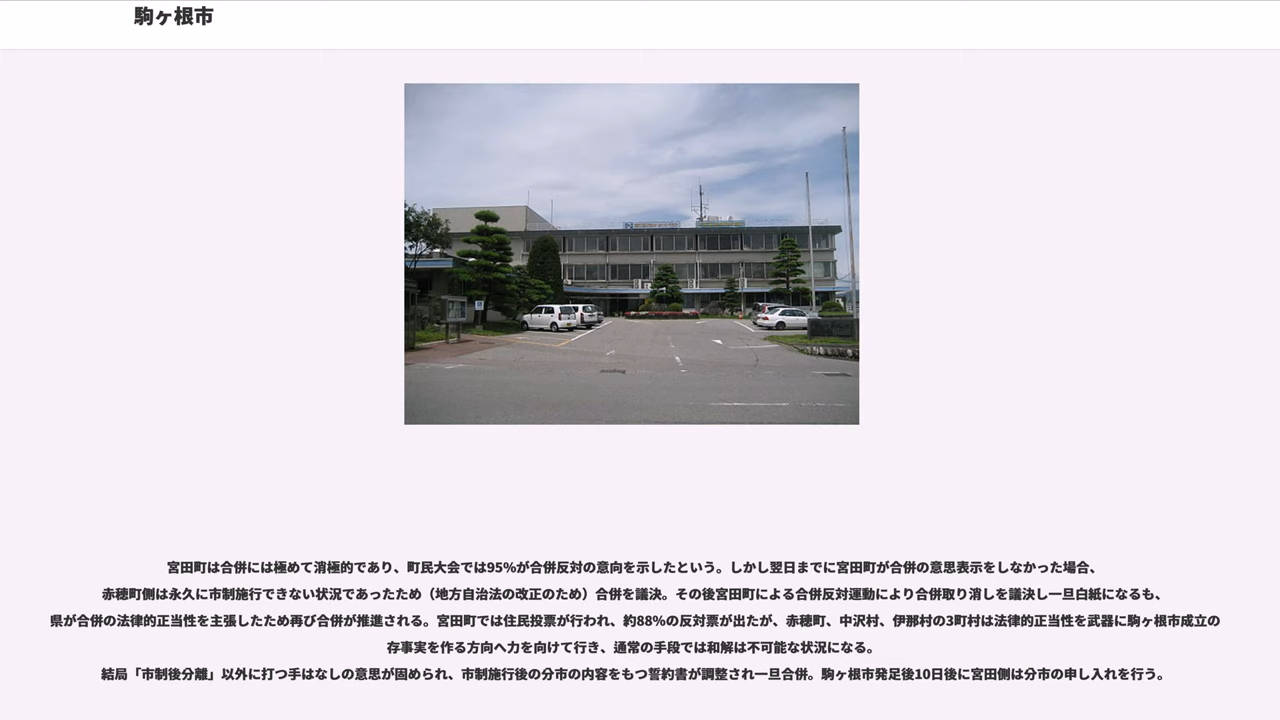 駒ヶ根市
宮田町は合併には極めて消極的であり、町民大会では95%が合併反対の意向を示したという。しかし翌日までに宮田町が合併の意思表示をしなかった場合、
赤穂町側は永久に市制施行できない状況であったため（地方自治法の改正のため）合併を議決。その後宮田町による合併反対運動により合併取り消しを議決し一旦白紙になるも、
県が合併の法律的正当性を主張したため再び合併が推進される。宮田町では住民投票が行われ、約88%の反対票が出たが、赤穂町、中沢村、伊那村の3町村は法律的正当性を武器に駒ヶ根市成立の
存事実を作る方向へ力を向けて行き、通常の手段では和解は不可能な状況になる。
結局「市制後分離」以外に打つ手はなしの意思が固められ、市制施行後の分市の内容をもつ誓約書が調整され一旦合併。駒ヶ根市発足後10日後に宮田側は分市の申し入れを行う。